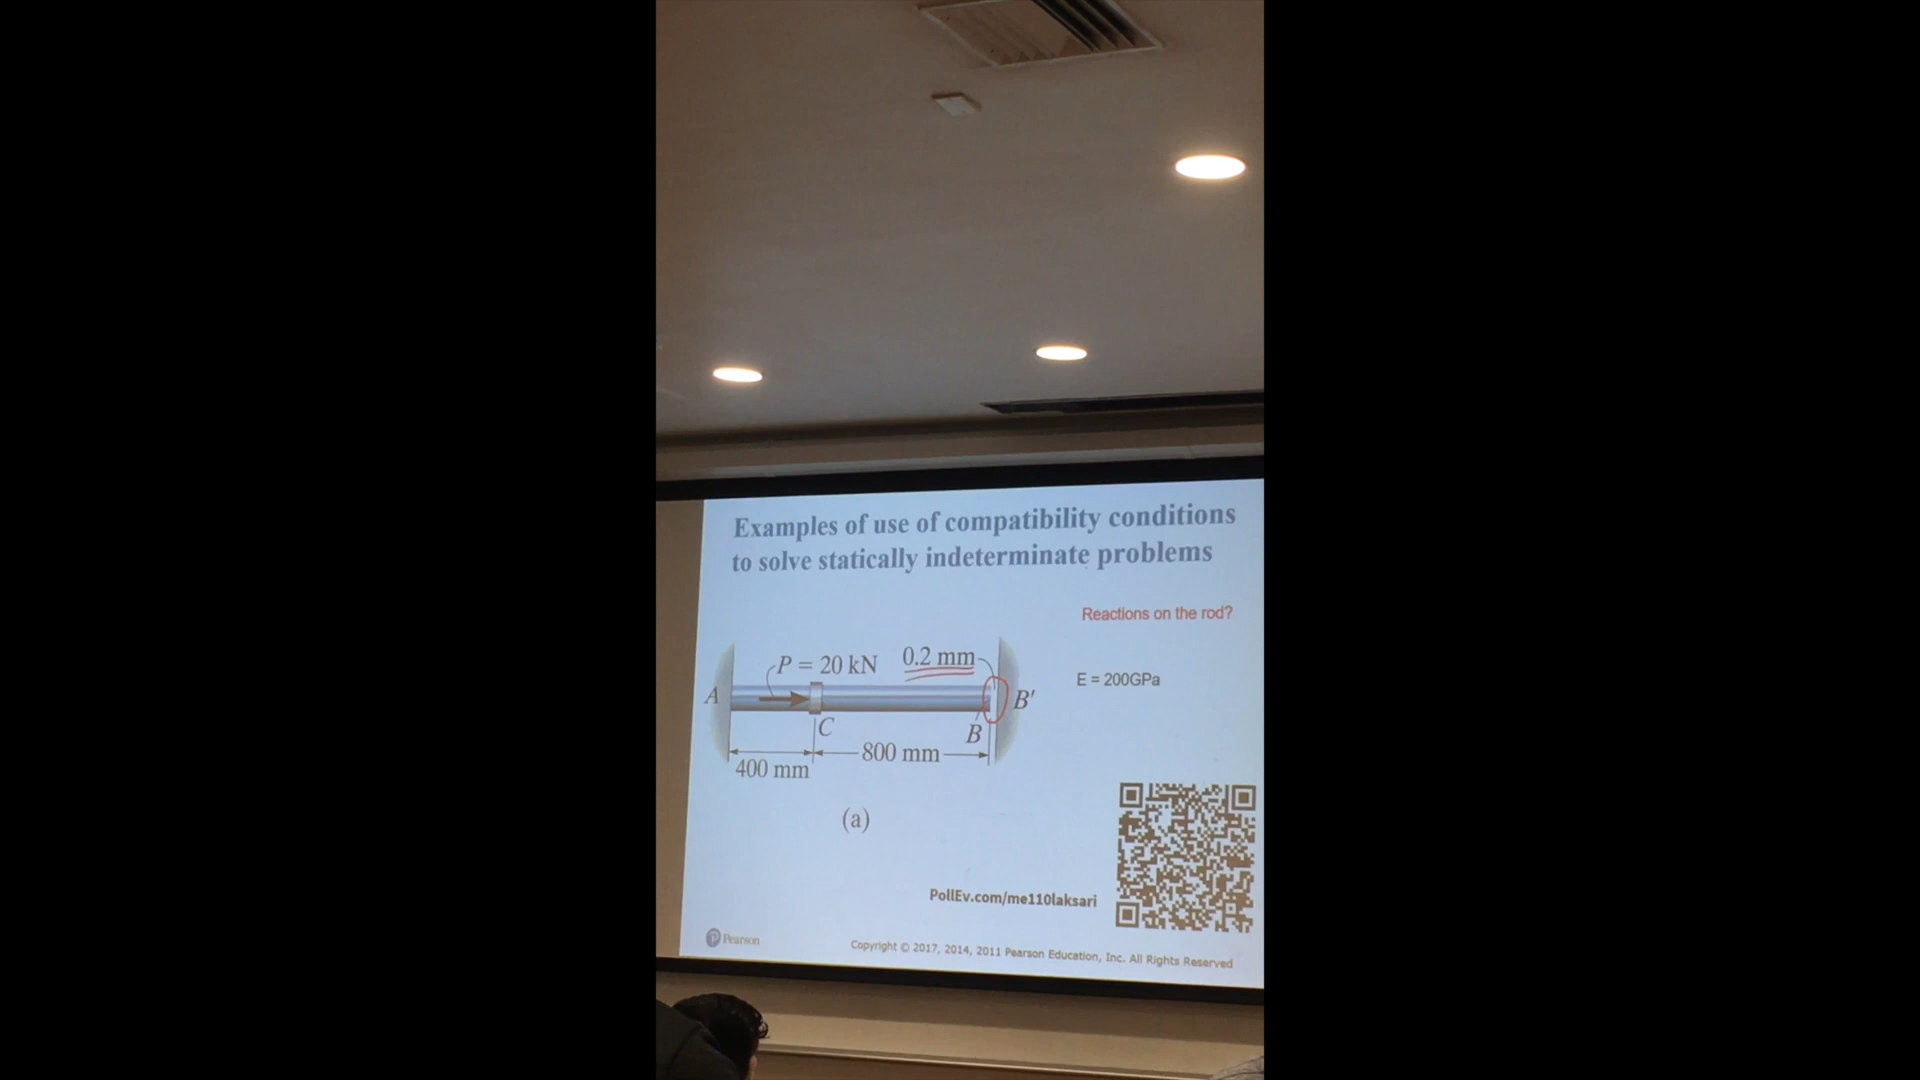 Examples of use of compatibility conditions
to solve statically indeterminate problems
Reactions on the rod?
P = 20 kN
0.2 mm
E = 200GPa
A
B'
C
B
800 mm
400 mm
(a)
PollEv.com/me110laksari
Pearson
Copyright © 2017, 2014, 2011 Pearson Education, Inc. All Rights Reserved